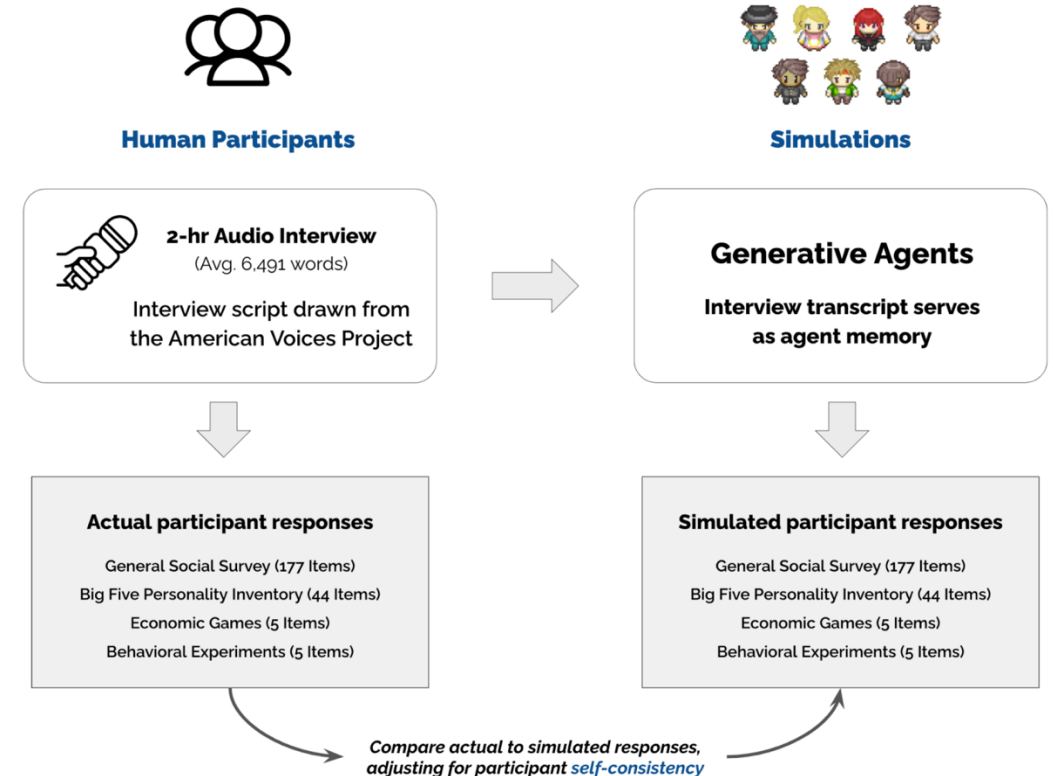 Human Participants
Simulations
2-hr Audio Interview
(Avg. 6,491 words)
Interview script drawn from
the American Voices Project
Generative Agents
Interview transcript serves
as agent memory
Actual participant responses
General Social Survey (177 Items)
Big Five Personality Inventory (44 Items)
Economic Games (5 Items)
Behavioral Experiments (5 Items)
Simulated participant responses
General Social Survey (177 Items)
Big Five Personality Inventory (44 Items)
Economic Games (5 Items)
Behavioral Experiments (5 Items)
Compare actual to simulated responses,
adjusting for participant self-consistency